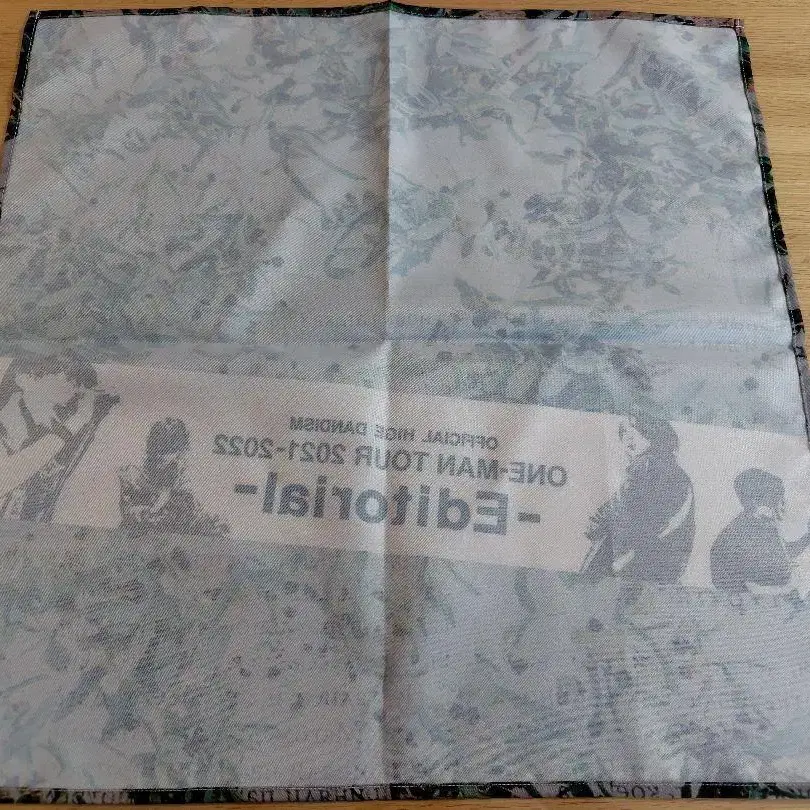 OFFICIAL HIGE DANDISM
ONE-MAN TOUR 2021-2022
-Editorial-